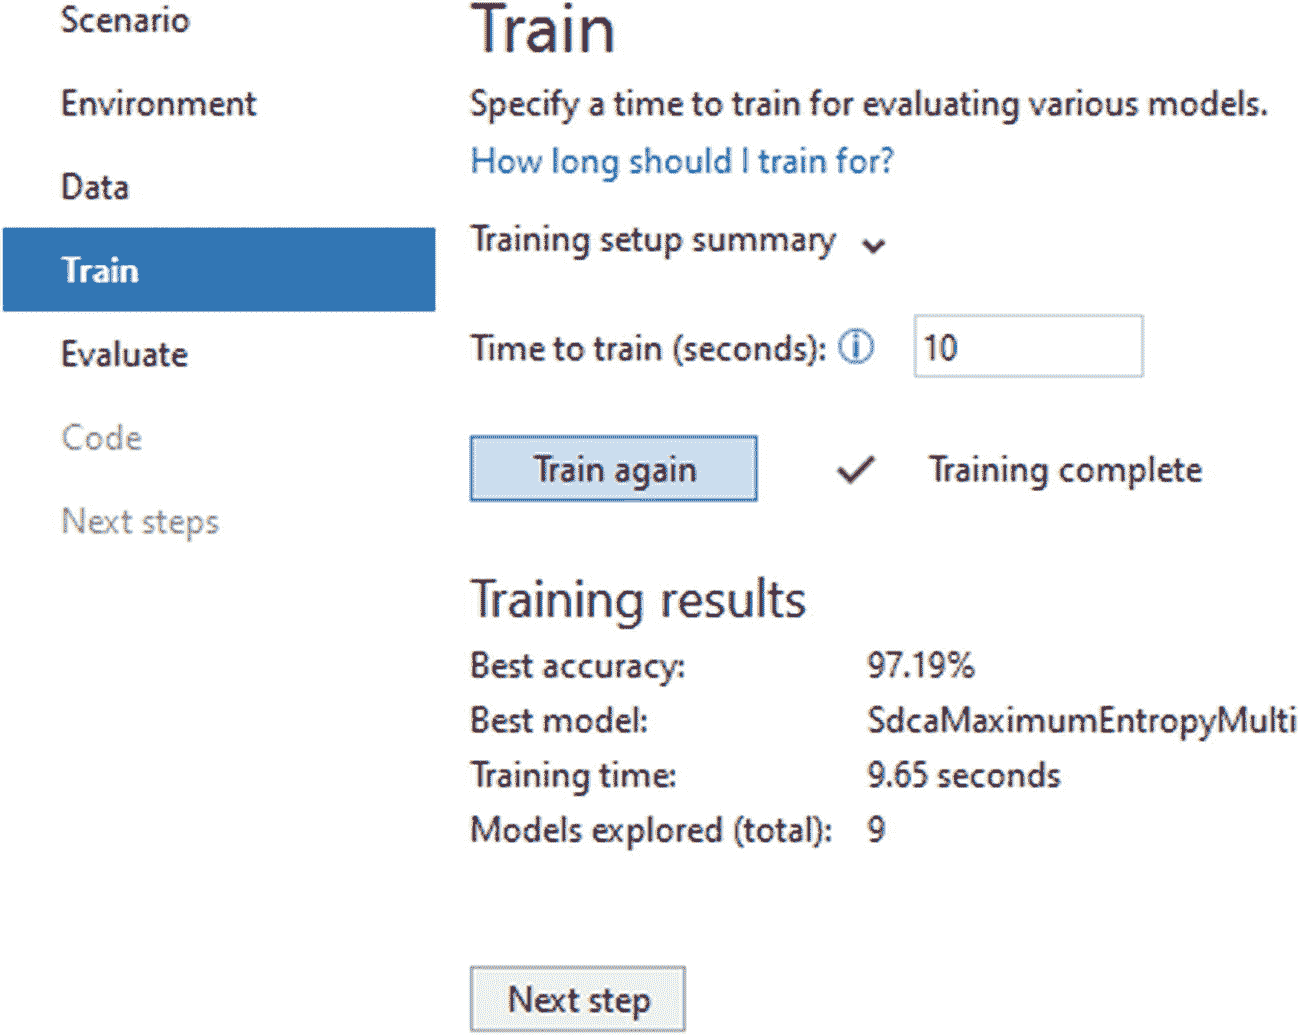 Scenario
Environment
Data
Train
Evaluate
Code
Next steps
Train
Specify a time to train for evaluating various models.
How long should I train for?
Training setup summary
Time to train (seconds): 10
Train again
Training complete
Training results
Best accuracy: 97.19%
Best model: SdcaMaximumEntropyMulti
Training time: 9.65 seconds
Models explored (total): 9
Next step